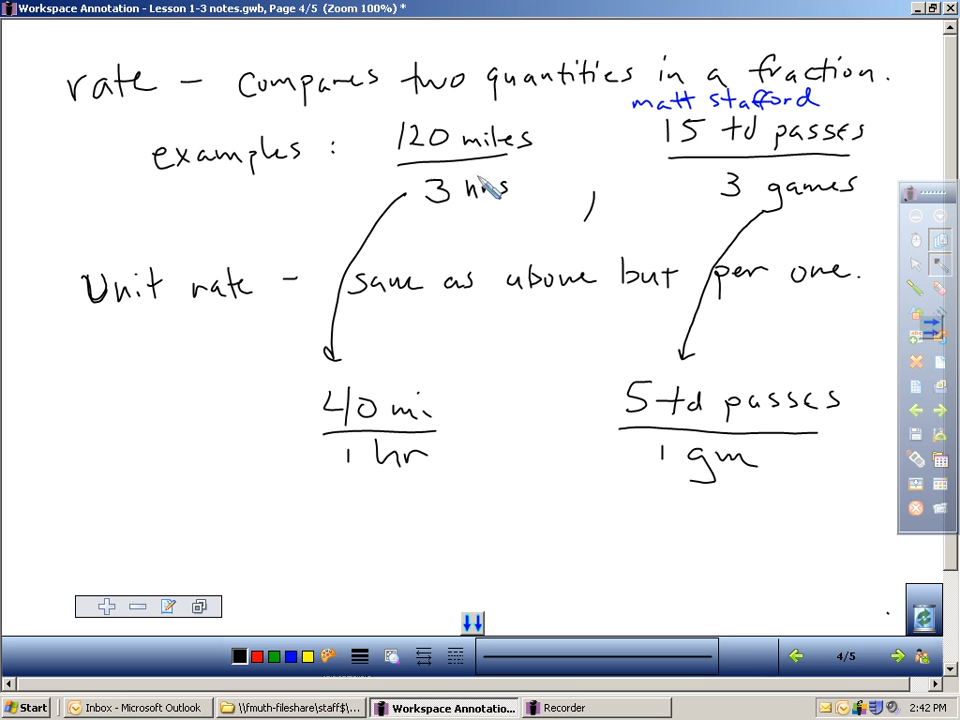 Workspace Annotation - Lesson 1-3 notes.gwb, Page 4/5 (Zoom 100%) *
rate - compares two quantities in a fraction.
matt stafford
examples : 120 miles 15 td passes
3 hrs , 3 games
Unit rate - same as above but per one.
40 mi 5 td passes
1 hr 1 gm
4/5
Start Inbox - Microsoft Outlook \\fmuth-fileshare\staff$\... Workspace Annotatio... Recorder 2:42 PM